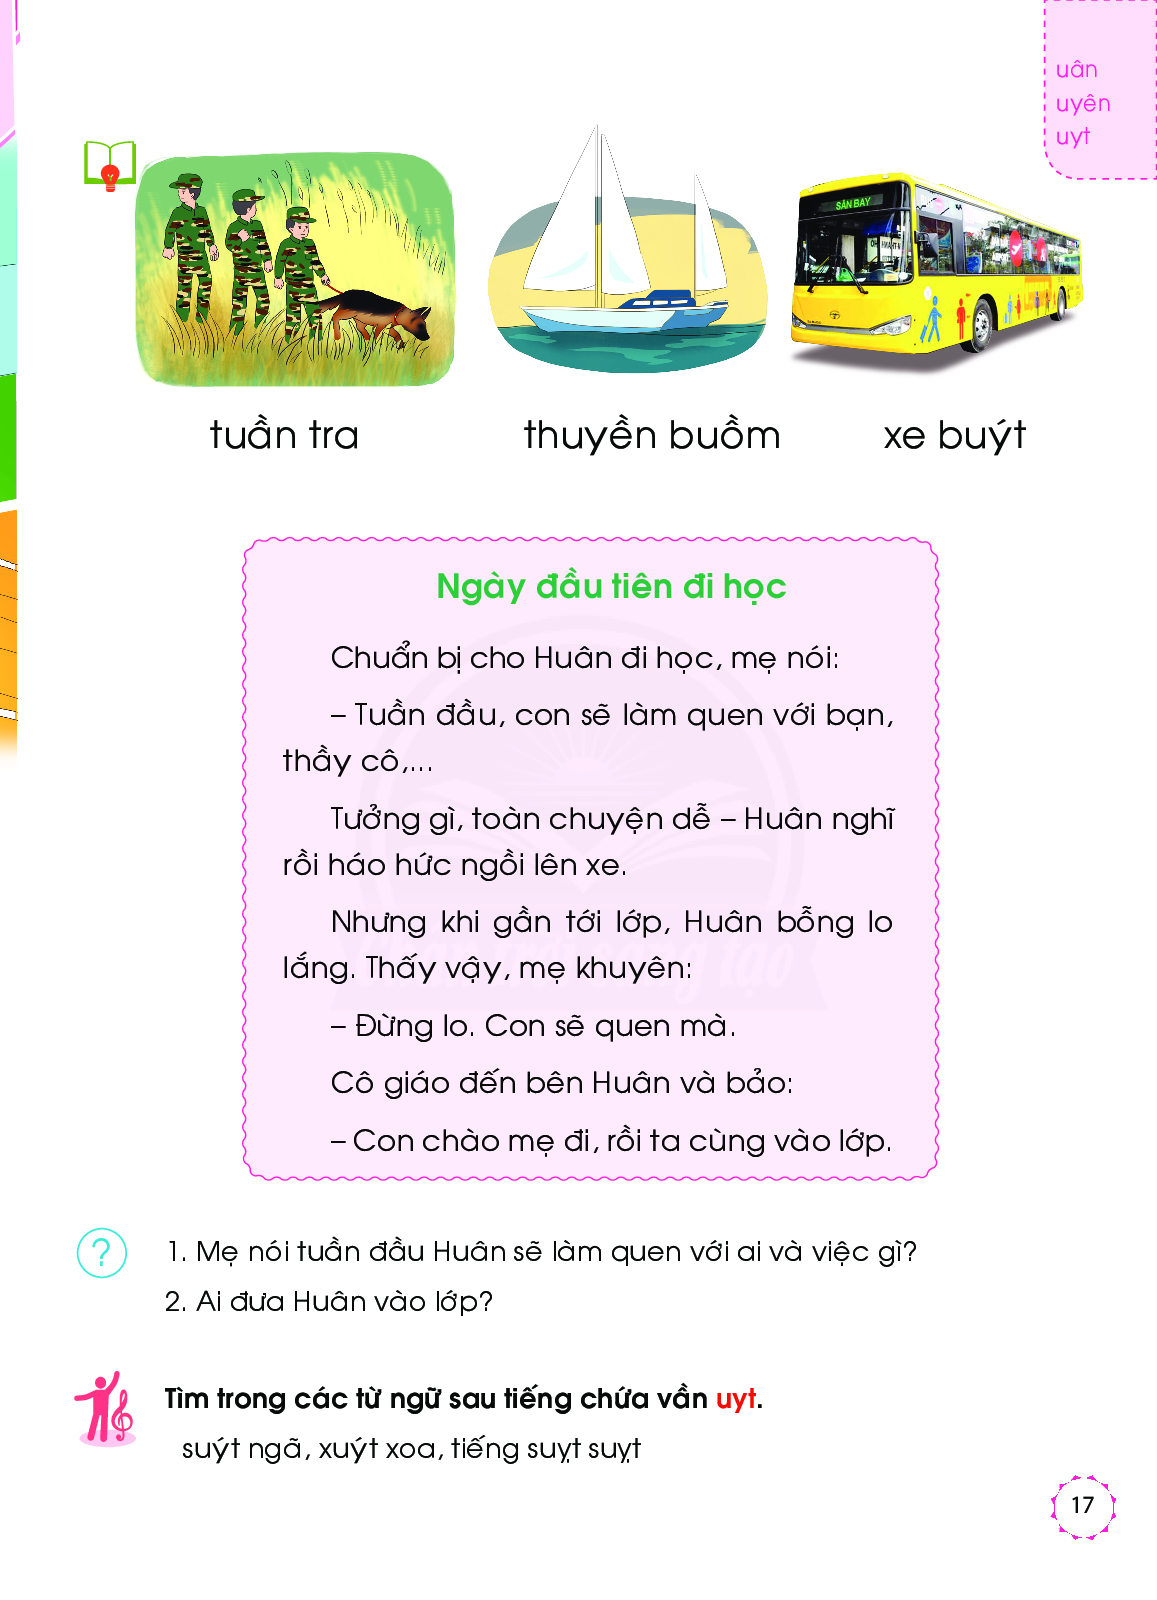 uân
uyên
uyt
SÂN BAY
tuần tra
thuyền buồm
xe buýt
Ngày đầu tiên đi học
Chuẩn bị cho Huân đi học, mẹ nói:
– Tuần đầu, con sẽ làm quen với bạn,
thầy cô,...
Tưởng gì, toàn chuyện dễ – Huân nghĩ
rồi háo hức ngồi lên xe.
Nhưng khi gần tới lớp, Huân bỗng lo
lắng. Thấy vậy, mẹ khuyên:
– Đừng lo. Con sẽ quen mà.
Cô giáo đến bên Huân và bảo:
– Con chào mẹ đi, rồi ta cùng vào lớp.
?
1. Mẹ nói tuần đầu Huân sẽ làm quen với ai và việc gì?
2. Ai đưa Huân vào lớp?
Tìm trong các từ ngữ sau tiếng chứa vần uyt.
suýt ngã, xuýt xoa, tiếng suỵt suỵt
17